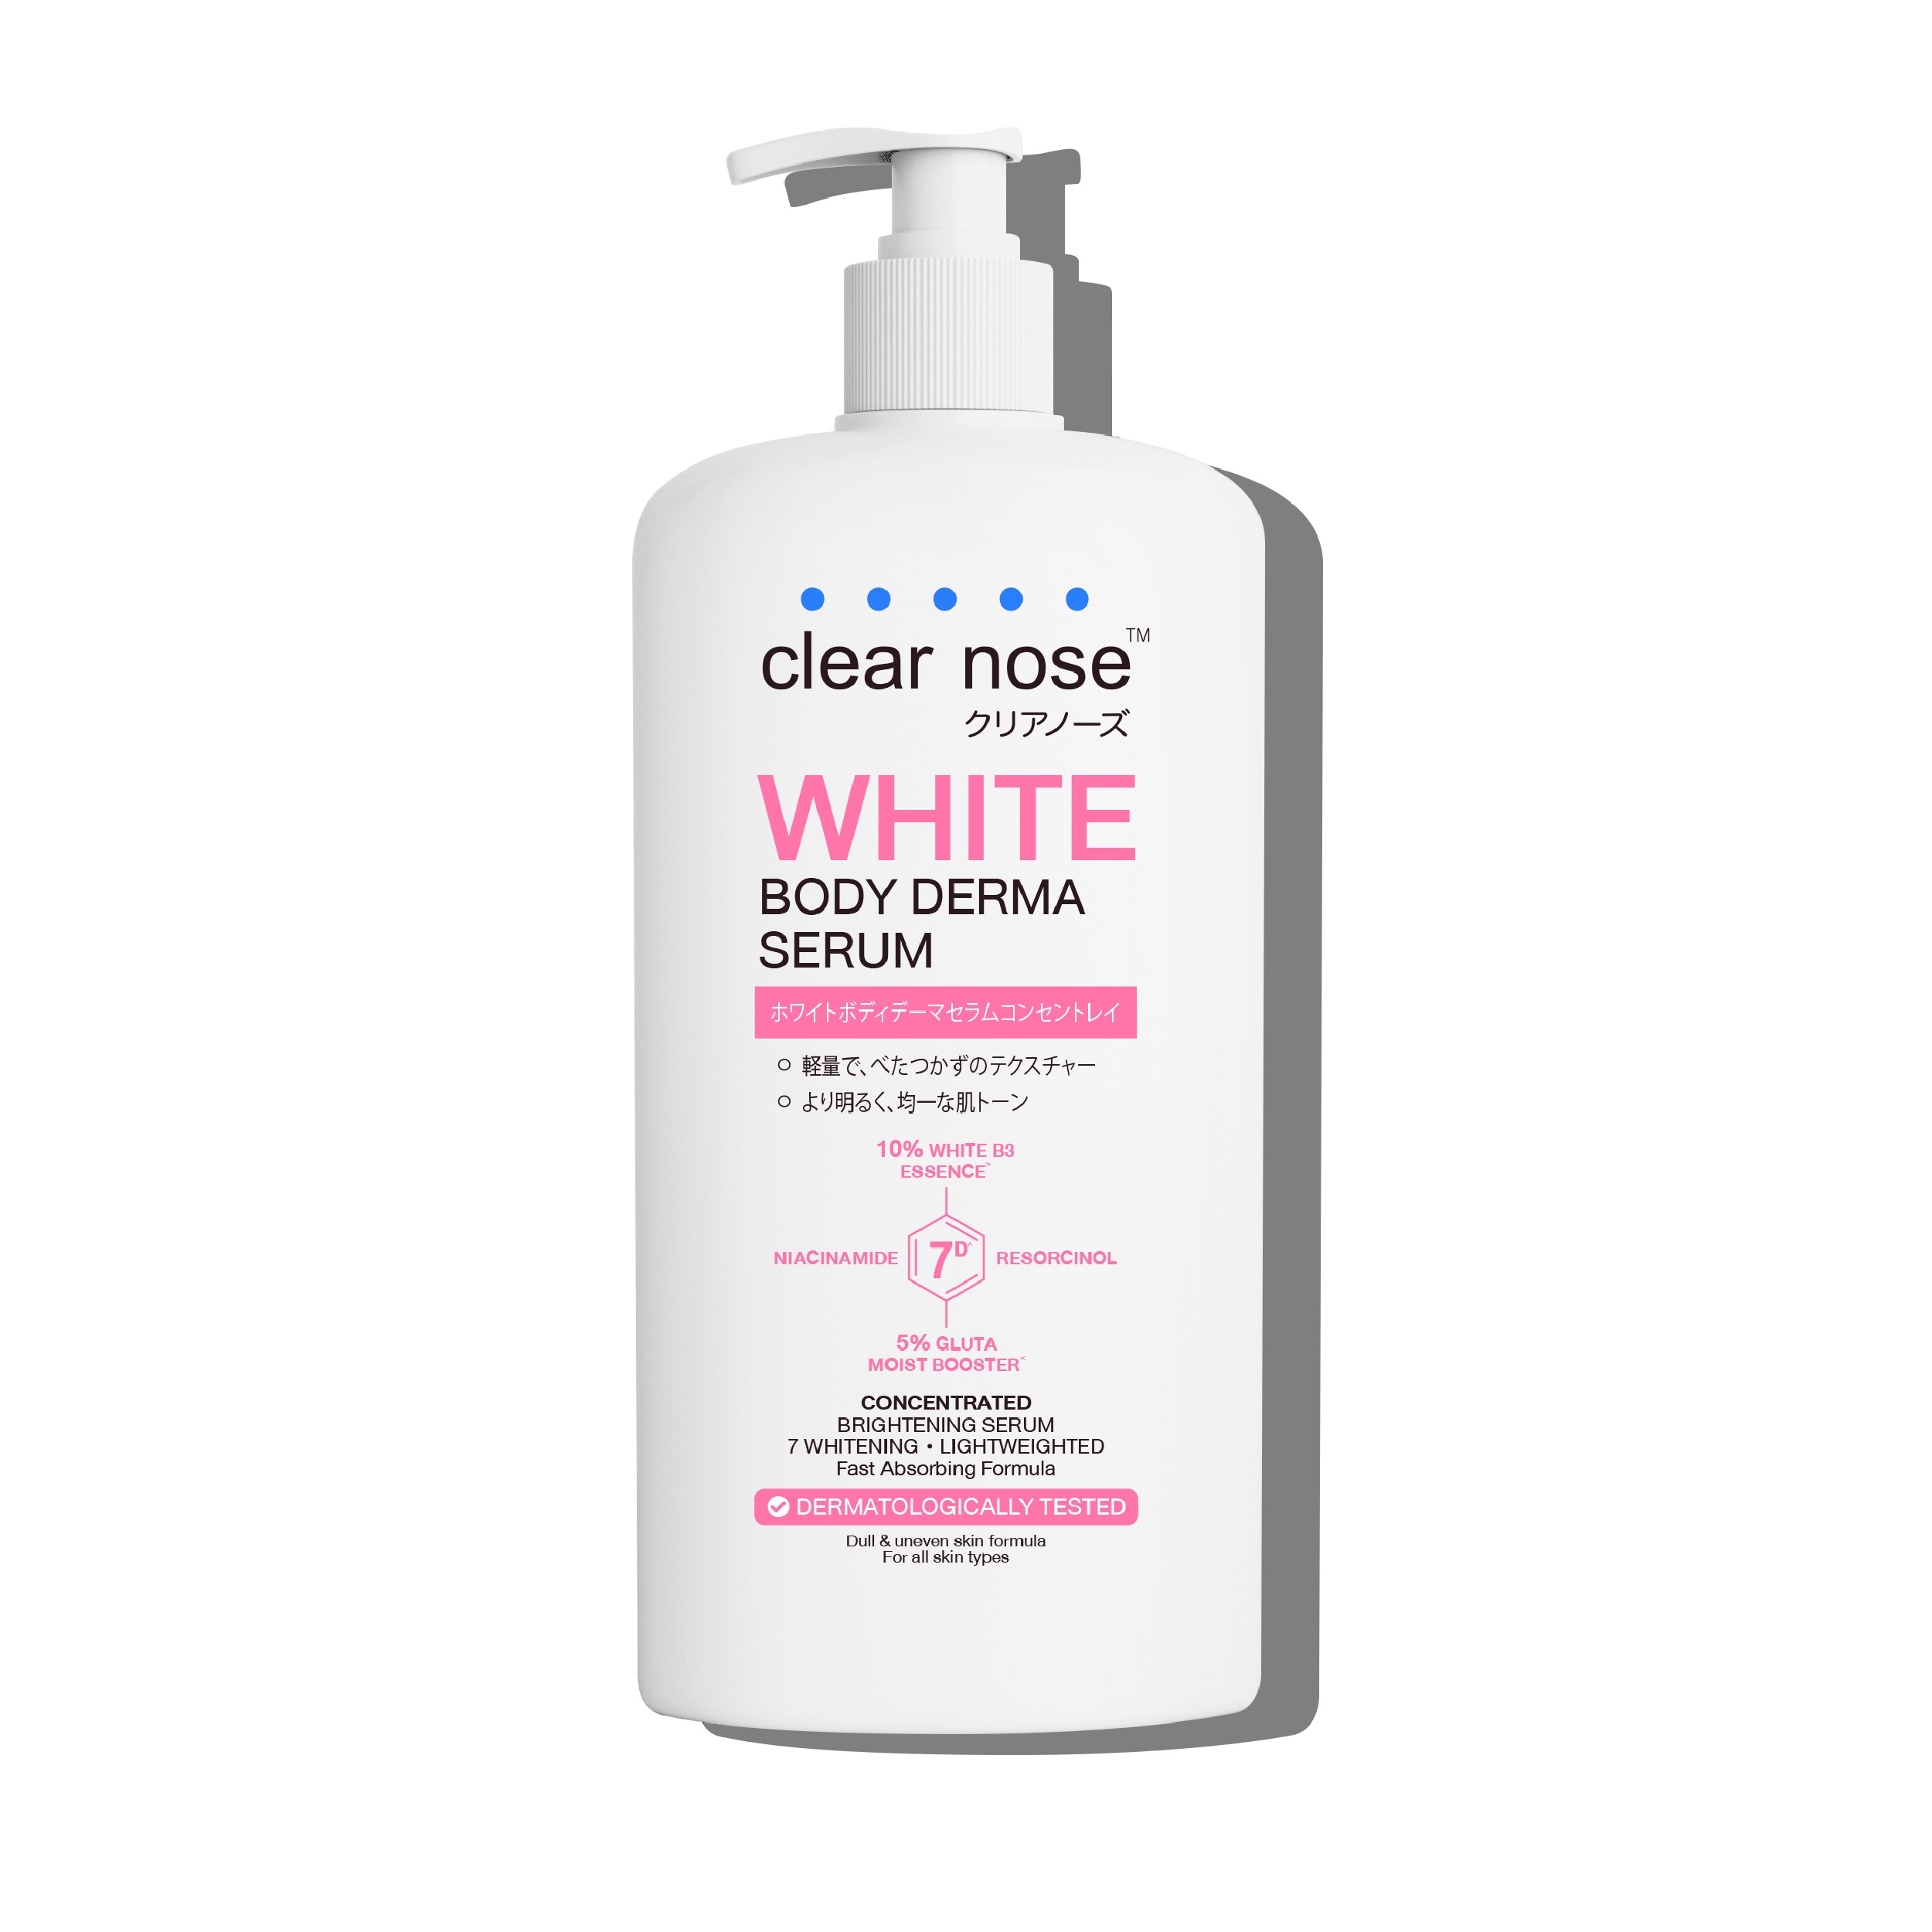 clear nose™
クリアノーズ
WHITE
BODY DERMA
SERUM
ホワイトボディデーマセラムコンセントレイ
○ 軽量で、べたつかずのテクスチャー
○ より明るく、均一な肌トーン
10% WHITE B3
ESSENCE>
NIACINAMIDE 7D^ RESORCINOL
5% GLUTA
MOIST BOOSTER<
CONCENTRATED
BRIGHTENING SERUM
7 WHITENING • LIGHTWEIGHTED
Fast Absorbing Formula
DERMATOLOGICALLY TESTED
Dull & uneven skin formula
For all skin types